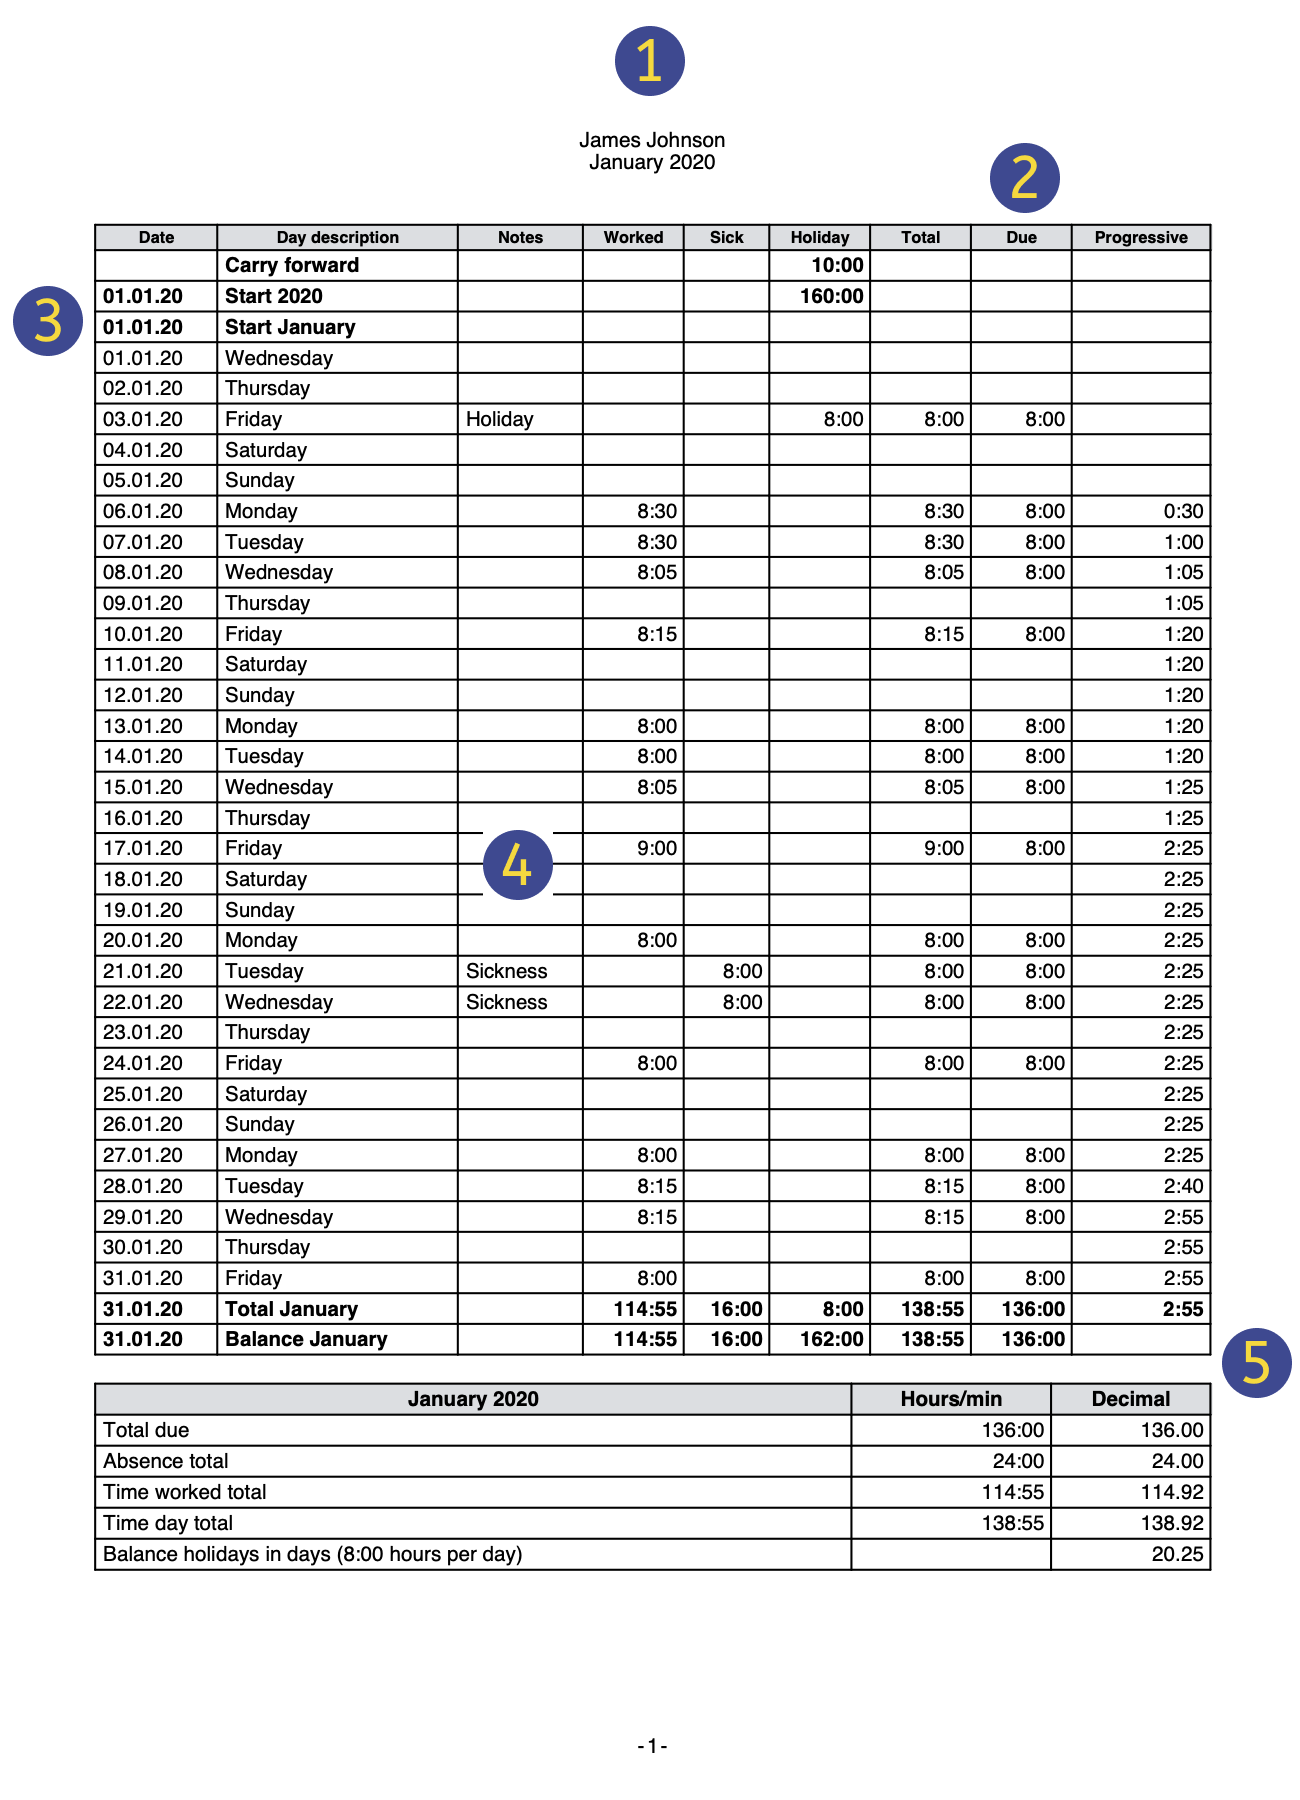 1
James Johnson
January 2020
2
Date Day description Notes Worked Sick Holiday Total Due Progressive
Carry forward 10:00
01.01.20 Start 2020 160:00
3
01.01.20 Start January
01.01.20 Wednesday
02.01.20 Thursday
03.01.20 Friday Holiday 8:00 8:00 8:00
04.01.20 Saturday
05.01.20 Sunday
06.01.20 Monday 8:30 8:30 8:00 0:30
07.01.20 Tuesday 8:30 8:30 8:00 1:00
08.01.20 Wednesday 8:05 8:05 8:00 1:05
09.01.20 Thursday 1:05
10.01.20 Friday 8:15 8:15 8:00 1:20
11.01.20 Saturday 1:20
12.01.20 Sunday 1:20
13.01.20 Monday 8:00 8:00 8:00 1:20
14.01.20 Tuesday 8:00 8:00 8:00 1:20
15.01.20 Wednesday 8:05 8:05 8:00 1:25
16.01.20 Thursday 1:25
17.01.20 Friday 9:00 9:00 8:00 2:25
4
18.01.20 Saturday 2:25
19.01.20 Sunday 2:25
20.01.20 Monday 8:00 8:00 8:00 2:25
21.01.20 Tuesday Sickness 8:00 8:00 8:00 2:25
22.01.20 Wednesday Sickness 8:00 8:00 8:00 2:25
23.01.20 Thursday 2:25
24.01.20 Friday 8:00 8:00 8:00 2:25
25.01.20 Saturday 2:25
26.01.20 Sunday 2:25
27.01.20 Monday 8:00 8:00 8:00 2:25
28.01.20 Tuesday 8:15 8:15 8:00 2:40
29.01.20 Wednesday 8:15 8:15 8:00 2:55
30.01.20 Thursday 2:55
31.01.20 Friday 8:00 8:00 8:00 2:55
31.01.20 Total January 114:55 16:00 8:00 138:55 136:00 2:55
31.01.20 Balance January 114:55 16:00 162:00 138:55 136:00
5
January 2020 Hours/min Decimal
Total due 136:00 136.00
Absence total 24:00 24.00
Time worked total 114:55 114.92
Time day total 138:55 138.92
Balance holidays in days (8:00 hours per day) 20.25
-1-